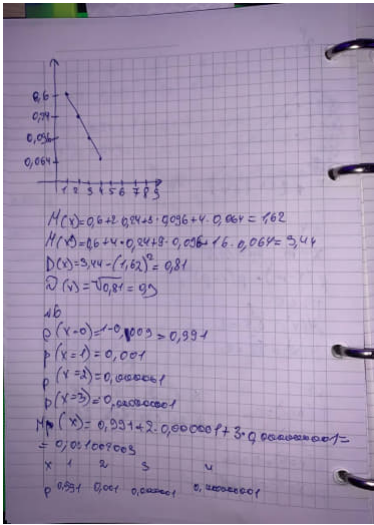 0,6
0,24
0,096
0,064
1 2 3 4 5 6 7 8 9
M(x)=0,6+2·0,24+3·0,096+4·0,064=1,62
M(x²)=0,6+4·0,24+9·0,096+16·0,064=3,44
D(x)=3,44-(1,62)²=0,81
(x)=√0,81=0,9
N6
p(x=0)=1-0,009=0,991
p(x=1)=0,001
p(x=2)=0,000001
p(x=3)=0,000000001
(x)=0,991+2·0,000001+3·0,000000001=
=0,991002003
x 1 2 3 4
p 0,991 0,001 0,000001 0,000000001